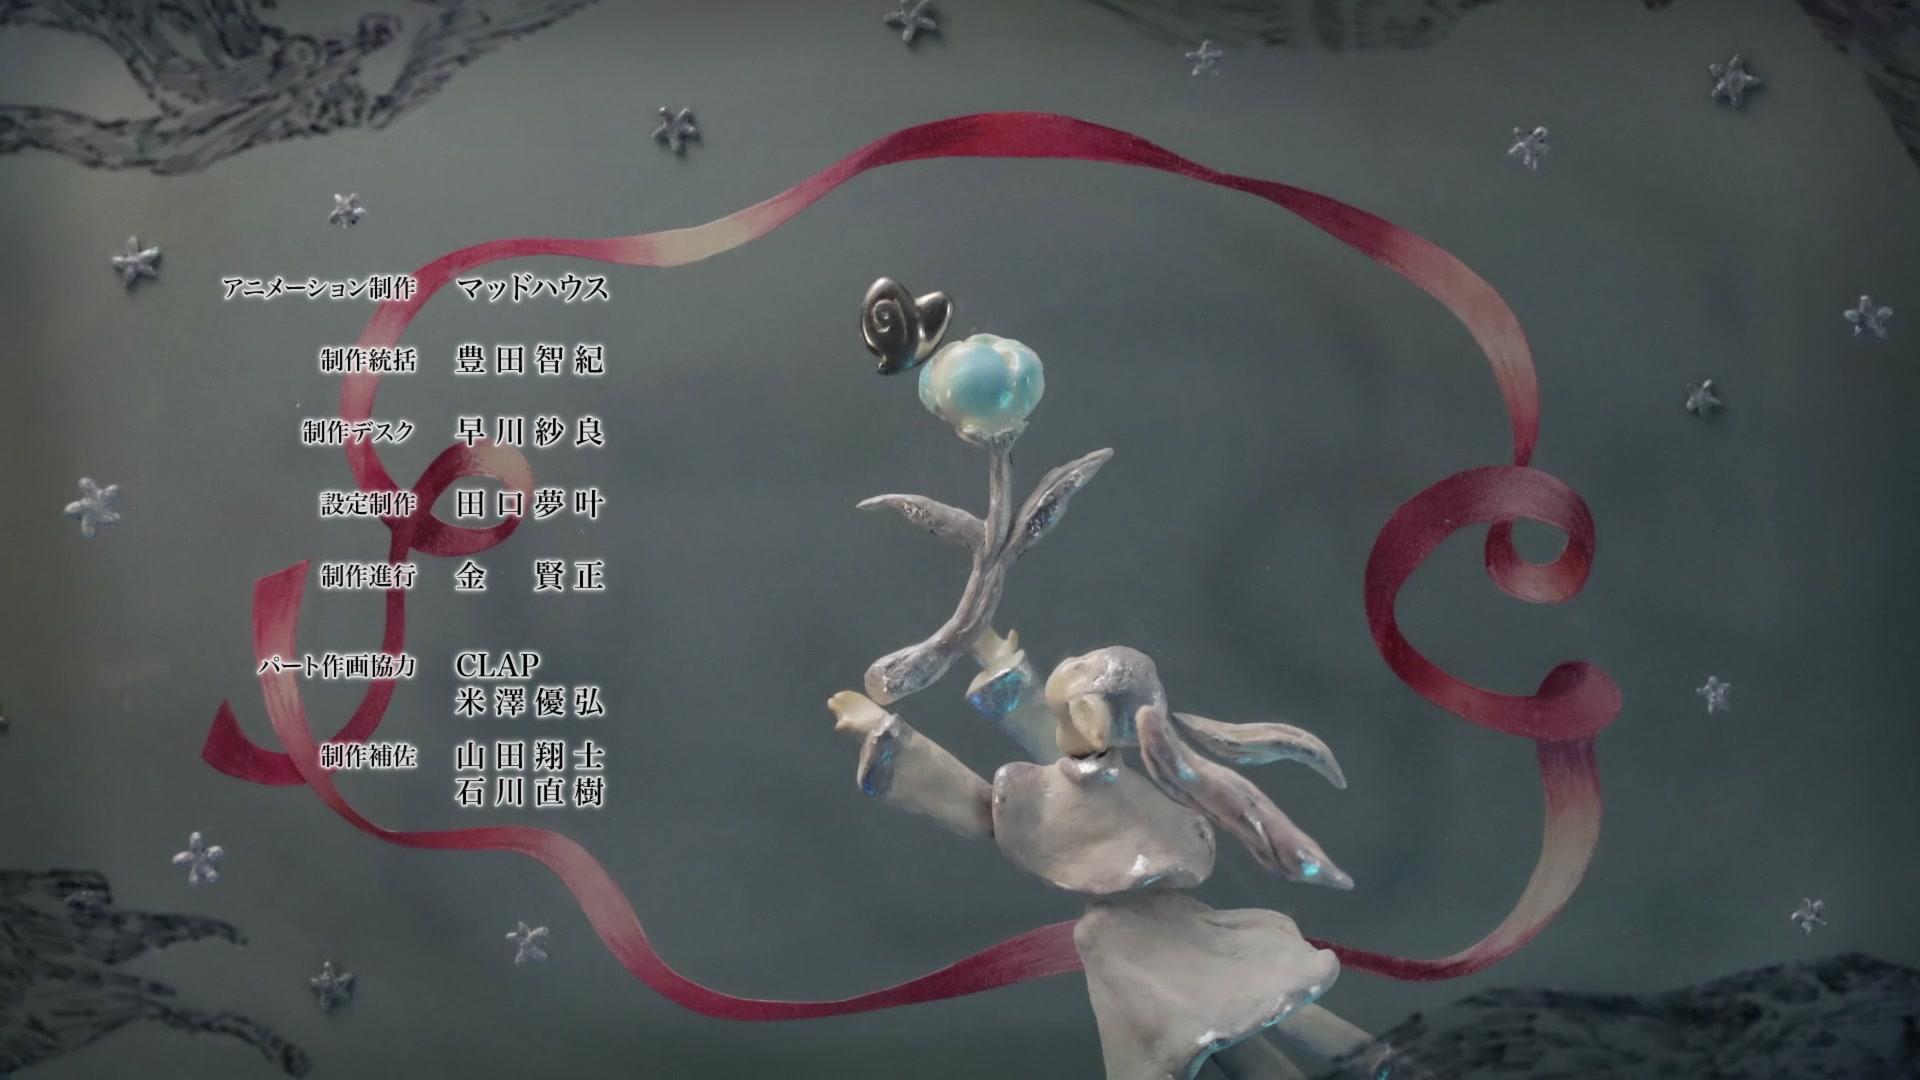 アニメーション制作 マッドハウス
制作統括 豊田智紀
制作デスク 早川紗良
設定制作 田口夢叶
制作進行 金 賢正
パート作画協力 CLAP
米澤優弘
制作補佐 山田翔士
石川直樹